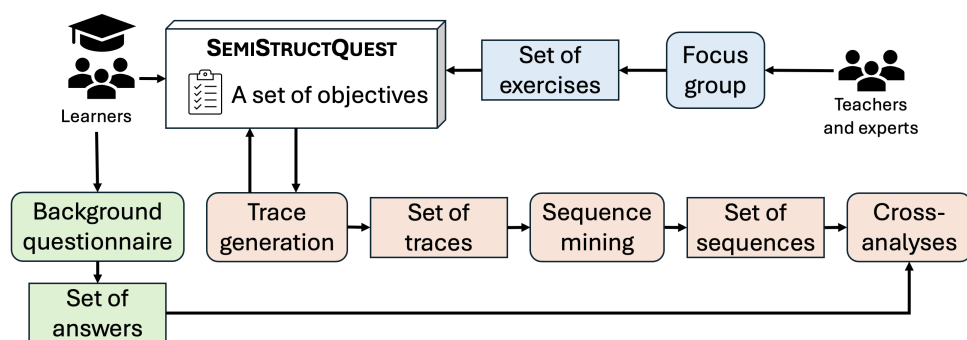 SEMISTRUCTQUEST
A set of objectives
Set of
exercises
Focus
group
Learners
Teachers
and experts
Background
questionnaire
Trace
generation
Set of
traces
Sequence
mining
Set of
sequences
Cross-
analyses
Set of
answers